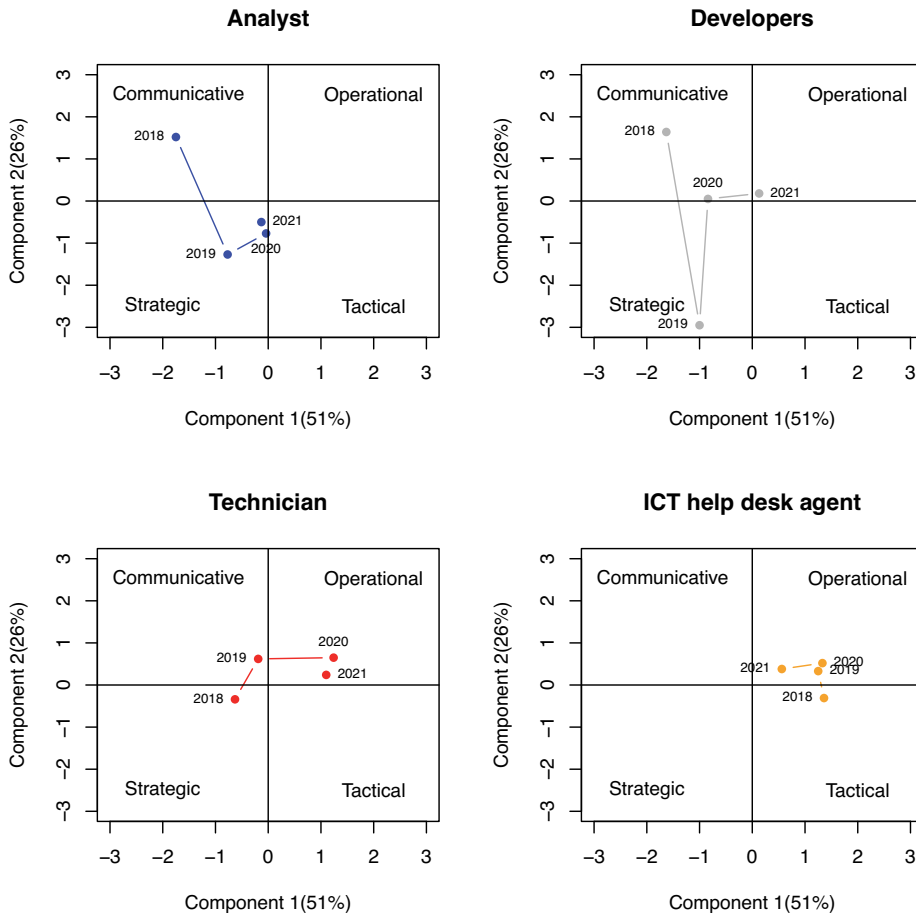 Analyst
Component 2(26%)
3
2
1
0
−1
−2
−3
Communicative
Operational
Strategic
Tactical
2018
2019
2020
2021
−3 −2 −1 0 1 2 3
Component 1(51%)
Developers
Component 2(26%)
3
2
1
0
−1
−2
−3
Communicative
Operational
Strategic
Tactical
2018
2019
2020
2021
−3 −2 −1 0 1 2 3
Component 1(51%)
Technician
Component 2(26%)
3
2
1
0
−1
−2
−3
Communicative
Operational
Strategic
Tactical
2018
2019
2020
2021
−3 −2 −1 0 1 2 3
Component 1(51%)
ICT help desk agent
Component 2(26%)
3
2
1
0
−1
−2
−3
Communicative
Operational
Strategic
Tactical
2021
2020
2019
2018
−3 −2 −1 0 1 2 3
Component 1(51%)